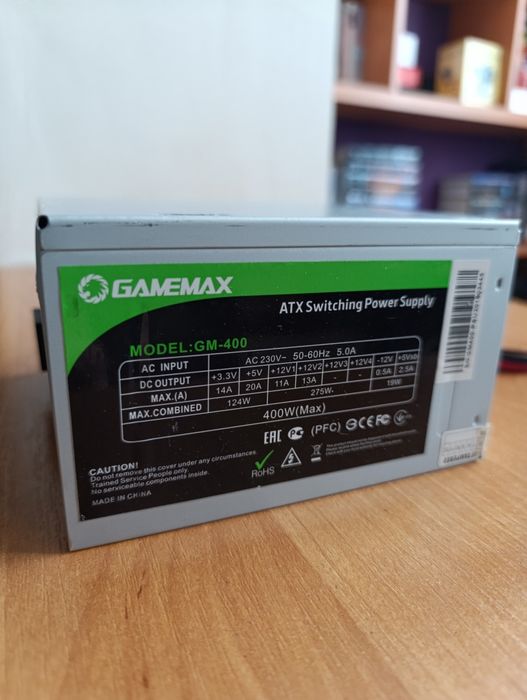 GAMEMAX
ATX Switching Power Supply
MODEL:GM-400
AC INPUT AC 230V~ 50-60Hz 5.0A
DC OUTPUT +3.3V +5V +12V1 +12V2 +12V3 +12V4 -12V +5Vsb
MAX.(A) 14A 20A 11A 13A - - 0.5A 2.5A
MAX.COMBINED 124W 275W 19W
400W(Max)
EAC (PFC) CE FC
RoHS
CAUTION!
Do not remove this cover under any circumstances.
Trained Service People only.
No serviceable components inside.
MADE IN CHINA